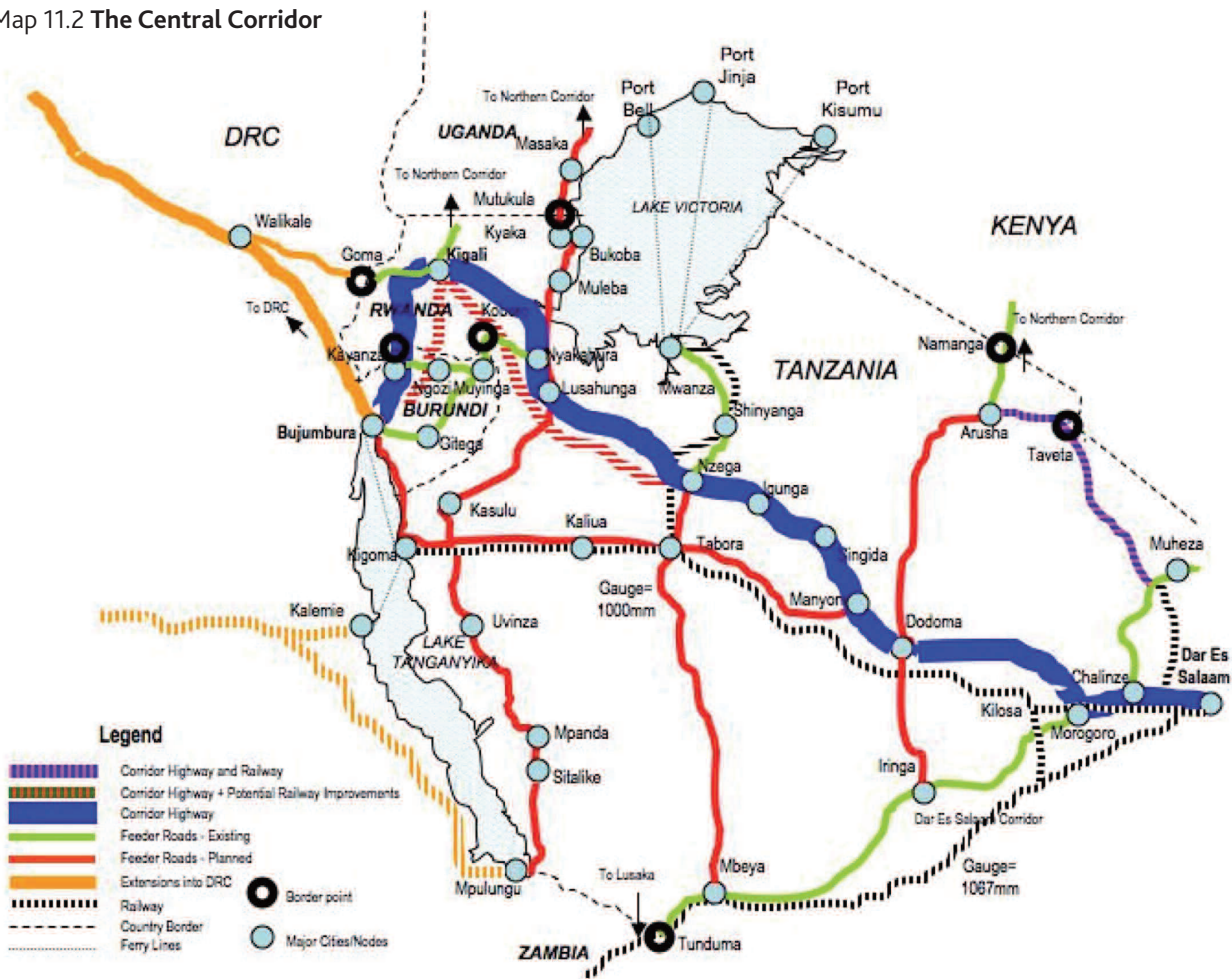 Map 11.2 The Central Corridor
Port
Jinja
Port
Bell
Port
Kisumu
To Northern Corridor
DRC
UGANDA
Masaka
To Northern Corridor
Mutukula
LAKE VICTORIA
Walikale
Kyaka
KENYA
Goma
Kigali
Bukoba
Muleba
To DRC
RWANDA
To Northern Corridor
Namanga
Kayanza
Nyakahura
Mwanza
TANZANIA
Ngozi
Muyinga
Lusahunga
BURUNDI
Shinyanga
Arusha
Bujumbura
Gitega
Taveta
Nzega
Igunga
Kasulu
Kaliua
Singida
Muheza
Kigoma
Tabora
Gauge=
1000mm
Manyon
Kalemie
Uvinza
Dodoma
LAKE
TANGANYIKA
Dar Es
Salaam
Chalinze
Kilosa
Morogoro
Mpanda
Iringa
Sitalike
Dar Es Salaam Corridor
Gauge=
1067mm
Mbeya
To Lusaka
Mpulungu
ZAMBIA
Tunduma
Legend
Corridor Highway and Railway
Corridor Highway + Potential Railway Improvements
Corridor Highway
Feeder Roads - Existing
Feeder Roads - Planned
Extensions into DRC
Railway
Country Border
Ferry Lines
Border point
Major Cities/Nodes